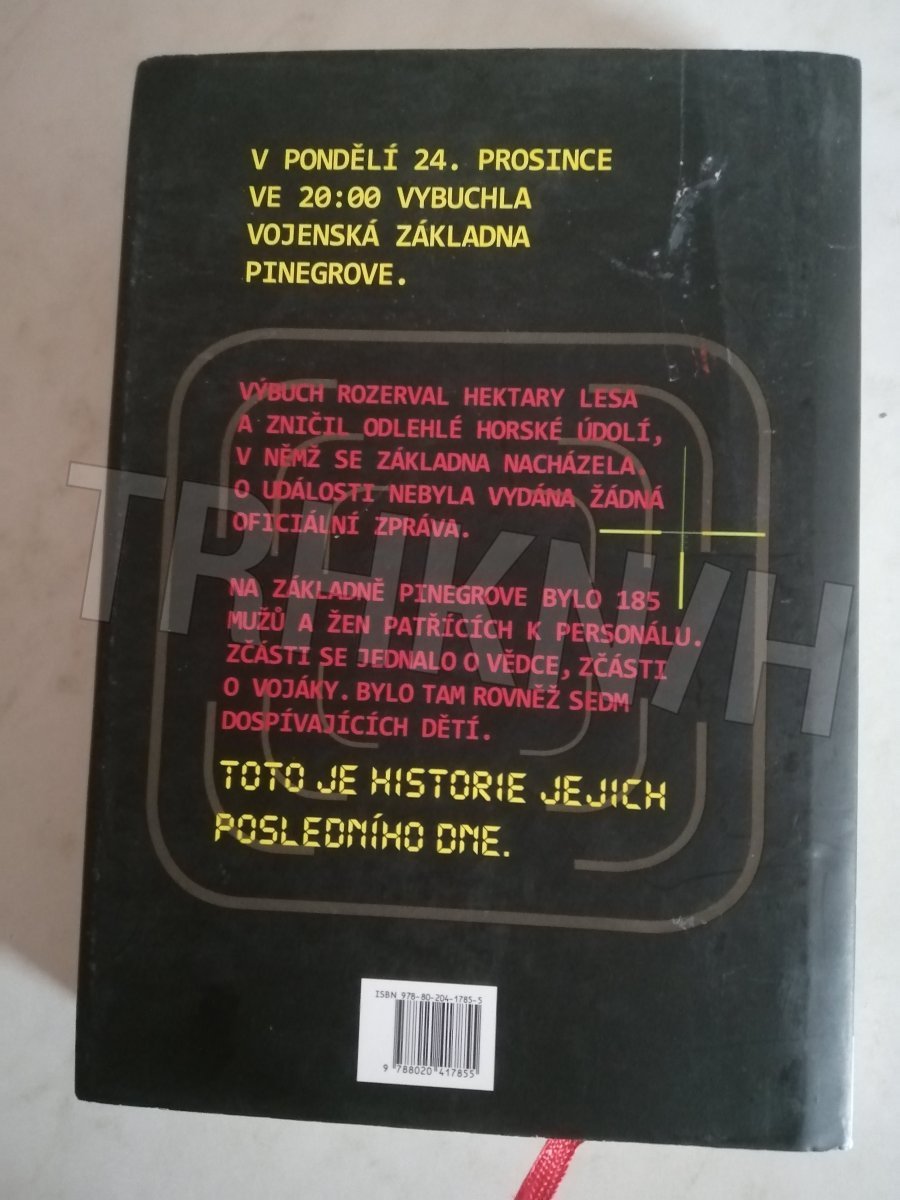 V PONDĚLÍ 24. PROSINCE
VE 20:00 VYBUCHLA
VOJENSKÁ ZÁKLADNA
PINEGROVE.
VÝBUCH ROZERVAL HEKTARY LESA
A ZNIČIL ODLEHLÉ HORSKÉ ÚDOLÍ,
V NĚMŽ SE ZÁKLADNA NACHÁZELA.
O UDÁLOSTI NEBYLA VYDÁNA ŽÁDNÁ
OFICIÁLNÍ ZPRÁVA.
NA ZÁKLADNĚ PINEGROVE BYLO 185
MUŽŮ A ŽEN PATŘÍCÍCH K PERSONÁLU.
ZČÁSTI SE JEDNALO O VĚDCE, ZČÁSTI
O VOJÁKY. BYLO TAM ROVNĚŽ SEDM
DOSPÍVAJÍCÍCH DĚTÍ.
TOTO JE HISTORIE JEJICH
POSLEDNÍHO DNE.
TRHKNIH
ISBN 978-80-204-1785-5
9 788020 417855